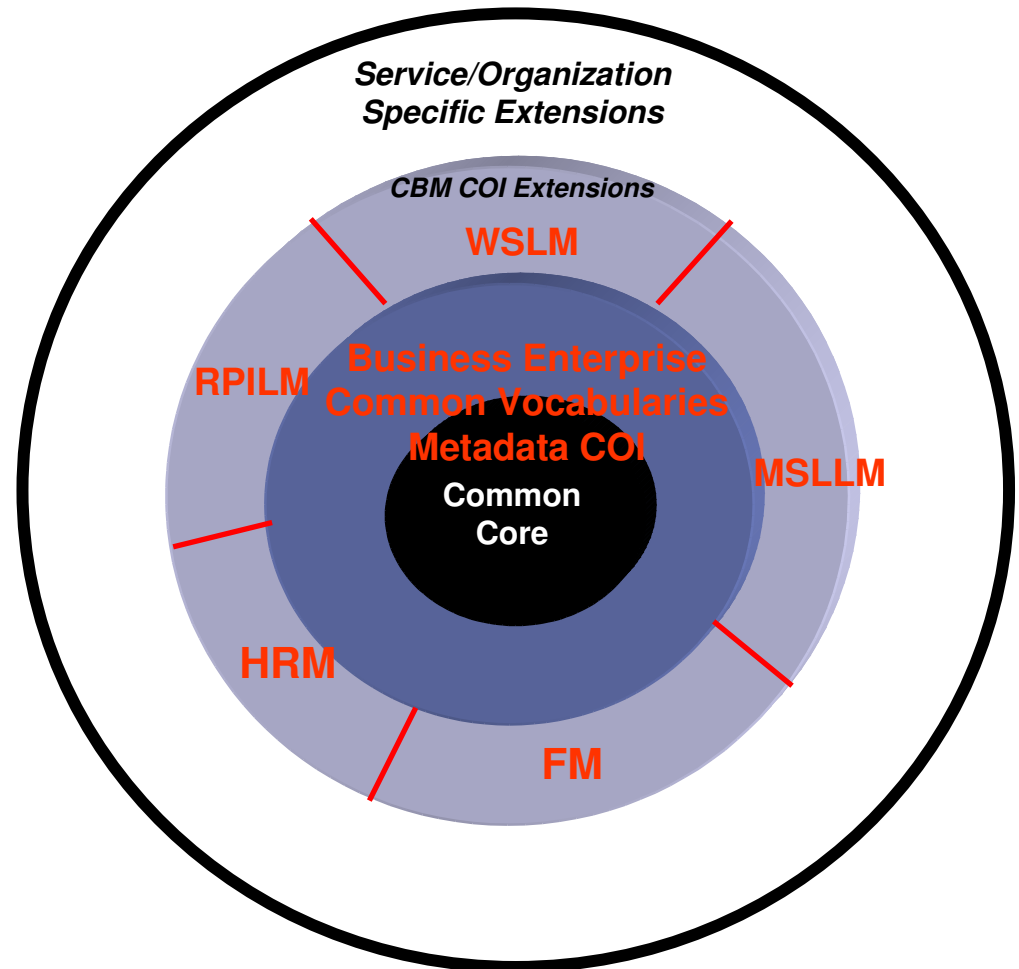 Service/Organization
Specific Extensions
CBM COI Extensions
WSLM
Business Enterprise
RPILM
Common Vocabularies
Metadata COI
MSLLM
Common
Core
HRM
FM